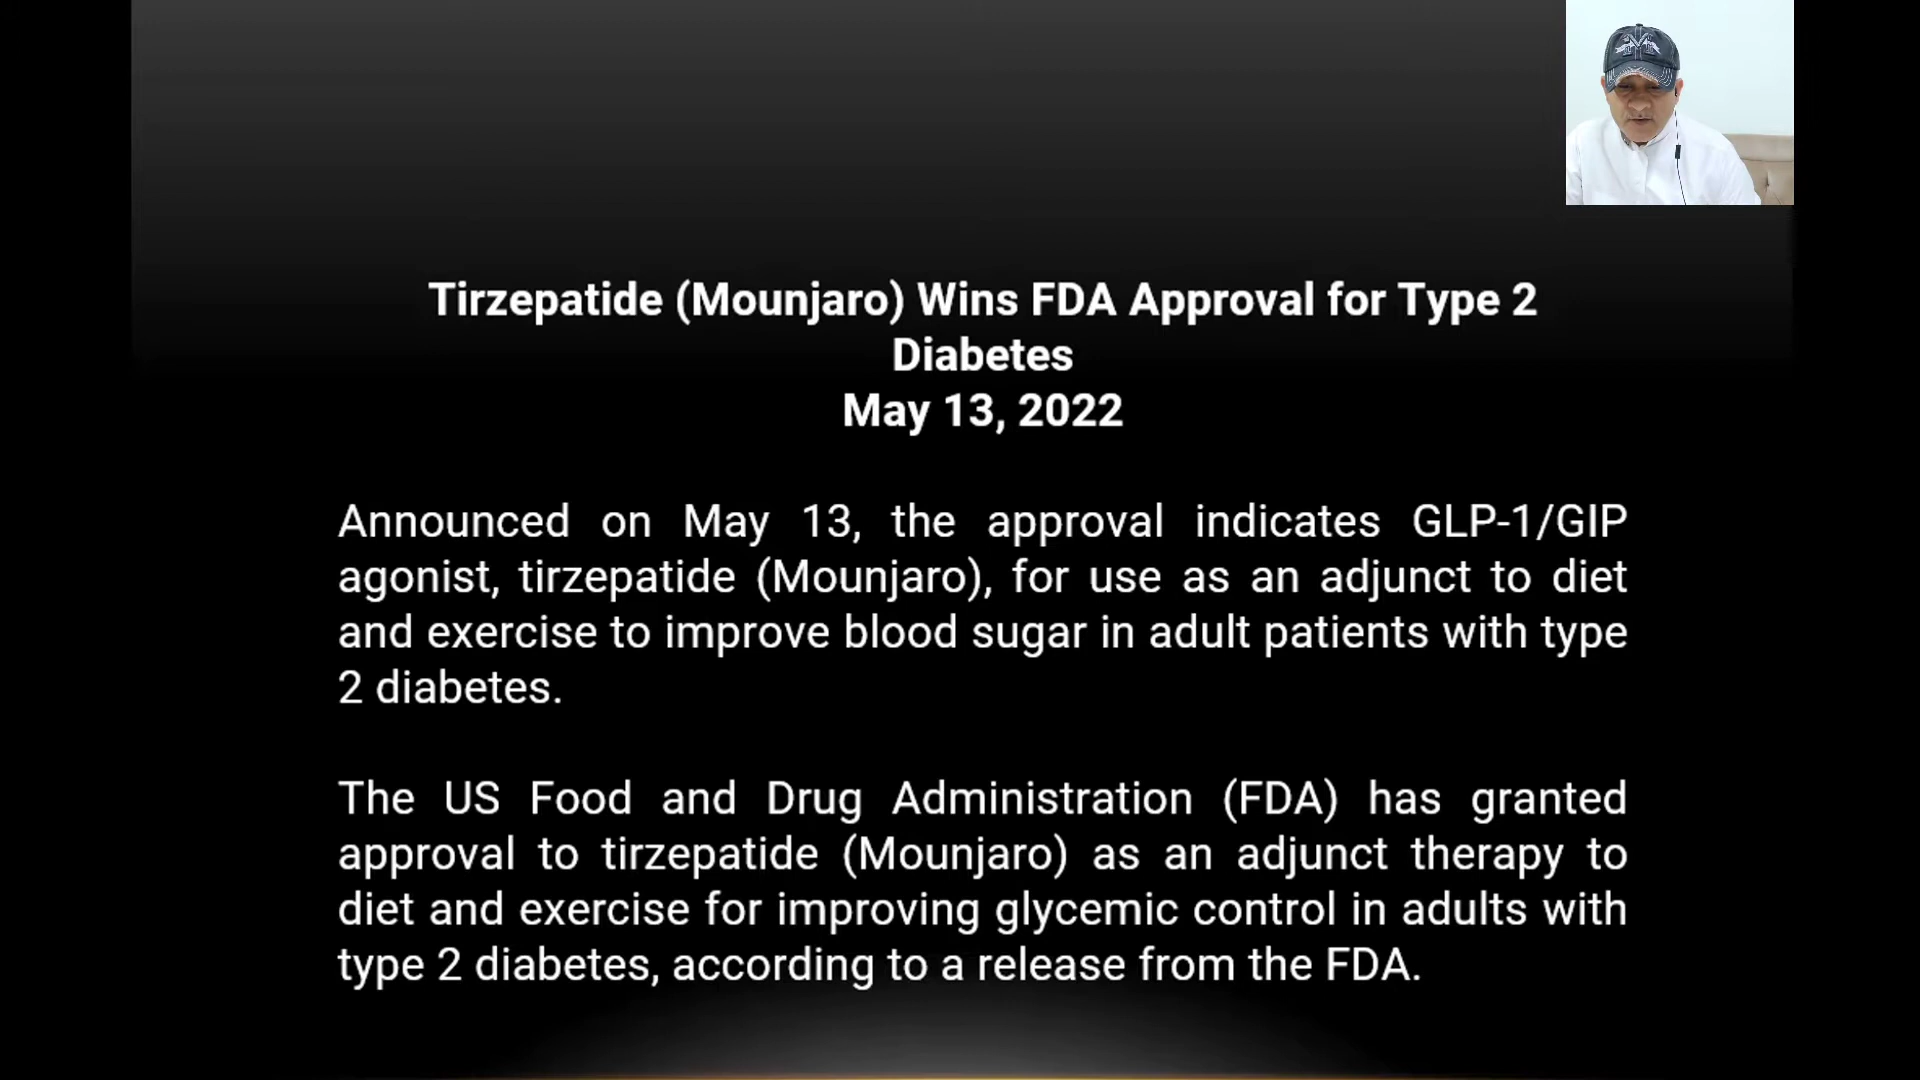 Tirzepatide (Mounjaro) Wins FDA Approval for Type 2
Diabetes
May 13, 2022
Announced on May 13, the approval indicates GLP-1/GIP
agonist, tirzepatide (Mounjaro), for use as an adjunct to diet
and exercise to improve blood sugar in adult patients with type
2 diabetes.
The US Food and Drug Administration (FDA) has granted
approval to tirzepatide (Mounjaro) as an adjunct therapy to
diet and exercise for improving glycemic control in adults with
type 2 diabetes, according to a release from the FDA.